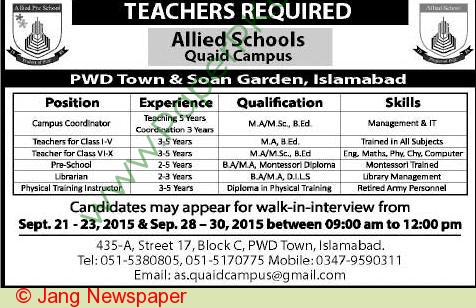 TEACHERS REQUIRED
Allied Schools
Quaid Campus
PWD Town & Soan Garden, Islamabad
Position Experience Qualification Skills
Campus Coordinator Teaching 5 Years Coordination 3 Years M.A/M.Sc., B.Ed. Management & IT
Teachers for Class I-V 3-5 Years M.A, B.Ed. Trained in All Subjects
Teacher for Class VI-X 3-5 Years M.A/M.Sc., B.Ed Eng, Maths, Phy, Chy, Computer
Pre-School 2-5 Years B.A/M.A, Montessori Diploma Montessori Trained
Librarian 2-3 Years B.A/M.A, D.I.L.S Library Management
Physical Training Instructor 3-5 Years Diploma in Physical Training Retired Army Personnel
Candidates may appear for walk-in-interview from
Sept. 21 - 23, 2015 & Sep. 28 – 30, 2015 between 09:00 am to 12:00 pm
435-A, Street 17, Block C, PWD Town, Islamabad.
Tel: 051-5380805, 051-5170775 Mobile: 0347-9590311
Email: as.quaidcampus@gmail.com
© Jang Newspaper